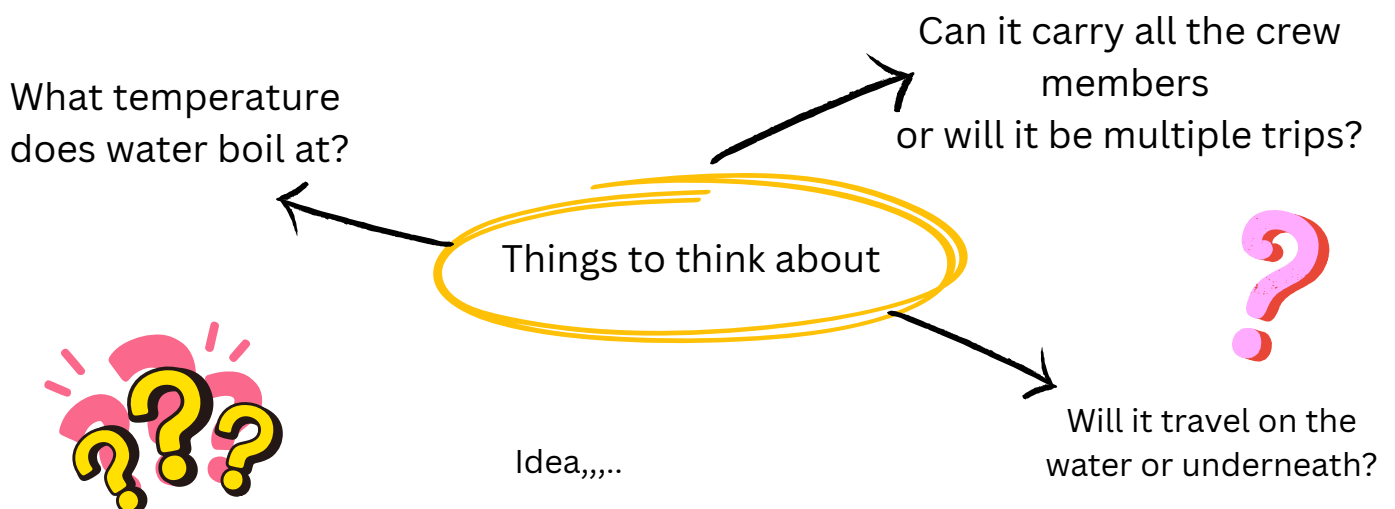 Can it carry all the crew
members
or will it be multiple trips?
What temperature
does water boil at?
Things to think about
Will it travel on the
water or underneath?
Idea,,,..